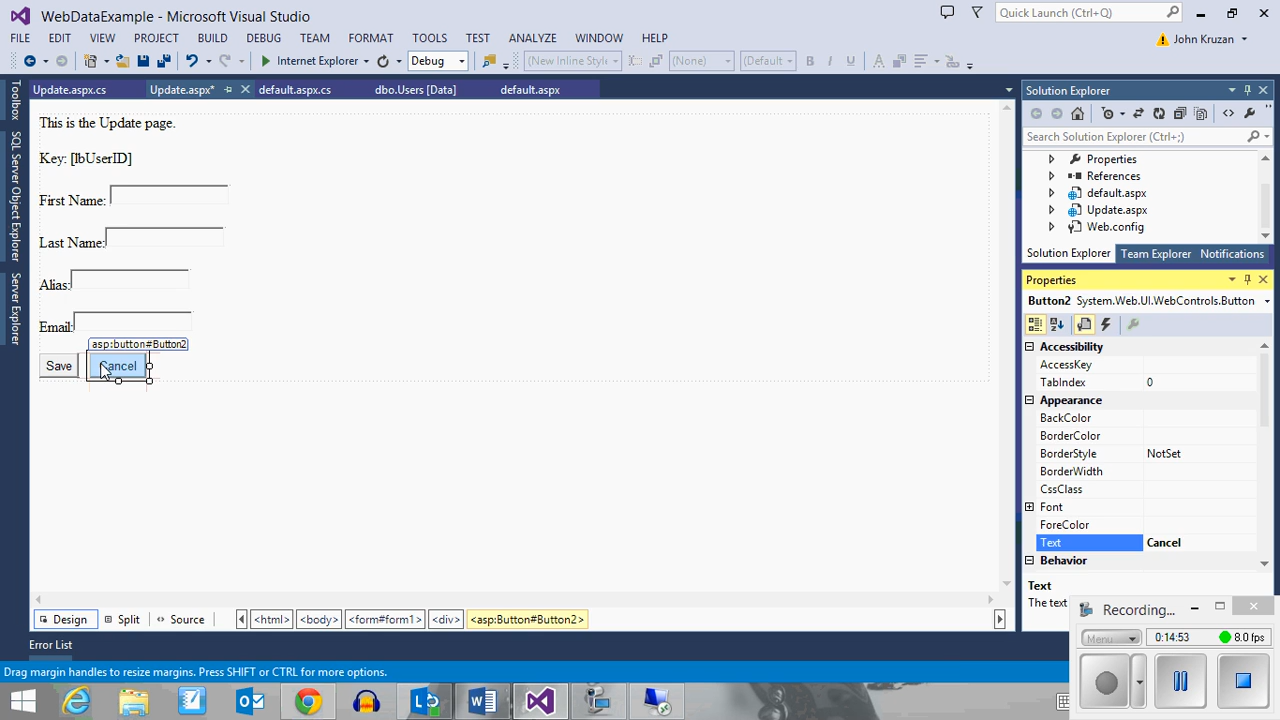 WebDataExample - Microsoft Visual Studio
Quick Launch (Ctrl+Q)
FILE EDIT VIEW PROJECT BUILD DEBUG TEAM FORMAT TOOLS TEST ANALYZE WINDOW HELP
John Kruzan
Internet Explorer Debug (New Inline Style (None) (Default B I U A
Toolbox
SQL Server Object Explorer
Server Explorer
Update.aspx.cs Update.aspx* default.aspx.cs dbo.Users [Data] default.aspx
This is the Update page.
Key: [lbUserID]
First Name:
Last Name:
Alias:
Email:
asp:button#Button2
Save Cancel
Design Split Source <html> <body> <form#form1> <div> <asp:Button#Button2>
Error List
Drag margin handles to resize margins. Press SHIFT or CTRL for more options.
Solution Explorer
Search Solution Explorer (Ctrl+;)
Properties
References
default.aspx
Update.aspx
Web.config
Solution Explorer Team Explorer Notifications
Properties
Button2 System.Web.UI.WebControls.Button
Accessibility
AccessKey
TabIndex 0
Appearance
BackColor
BorderColor
BorderStyle NotSet
BorderWidth
CssClass
Font
ForeColor
Text Cancel
Behavior
Text
The text
Recording...
Menu 0:14:53 8.0 fps